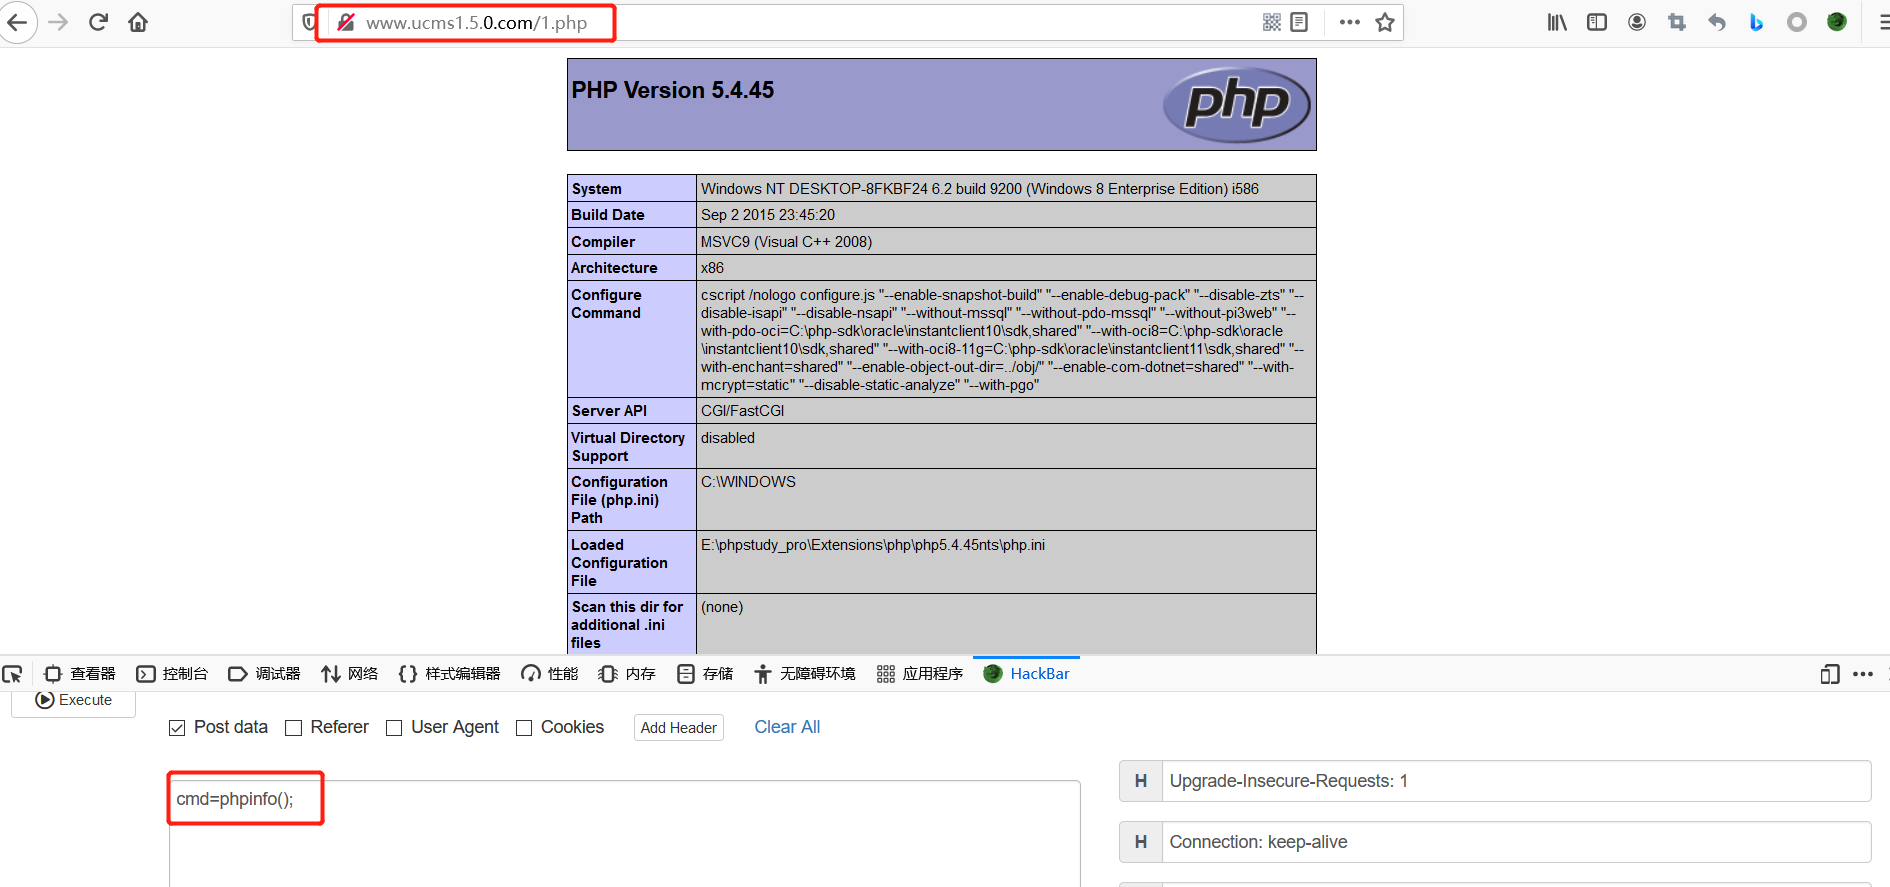 www.ucms1.5.0.com/1.php
PHP Version 5.4.45
php
System Windows NT DESKTOP-8FKBF24 6.2 build 9200 (Windows 8 Enterprise Edition) i586
Build Date Sep 2 2015 23:45:20
Compiler MSVC9 (Visual C++ 2008)
Architecture x86
Configure Command cscript /nologo configure.js "--enable-snapshot-build" "--enable-debug-pack" "--disable-zts" "--
disable-isapi" "--disable-nsapi" "--without-mssql" "--without-pdo-mssql" "--without-pi3web" "--
with-pdo-oci=C:\php-sdk\oracle\instantclient10\sdk,shared" "--with-oci8=C:\php-sdk\oracle
\instantclient10\sdk,shared" "--with-oci8-11g=C:\php-sdk\oracle\instantclient11\sdk,shared" "--
with-enchant=shared" "--enable-object-out-dir=../obj/" "--enable-com-dotnet=shared" "--with-
mcrypt=static" "--disable-static-analyze" "--with-pgo"
Server API CGI/FastCGI
Virtual Directory
Support disabled
Configuration
File (php.ini)
Path C:\WINDOWS
Loaded
Configuration
File E:\phpstudy_pro\Extensions\php\php5.4.45nts\php.ini
Scan this dir for
additional .ini
files (none)
查看器 控制台 调试器 网络 样式编辑器 性能 内存 存储 无障碍环境 应用程序 HackBar
Execute
Post data Referer User Agent Cookies Add Header Clear All
cmd=phpinfo();
H Upgrade-Insecure-Requests: 1
H Connection: keep-alive